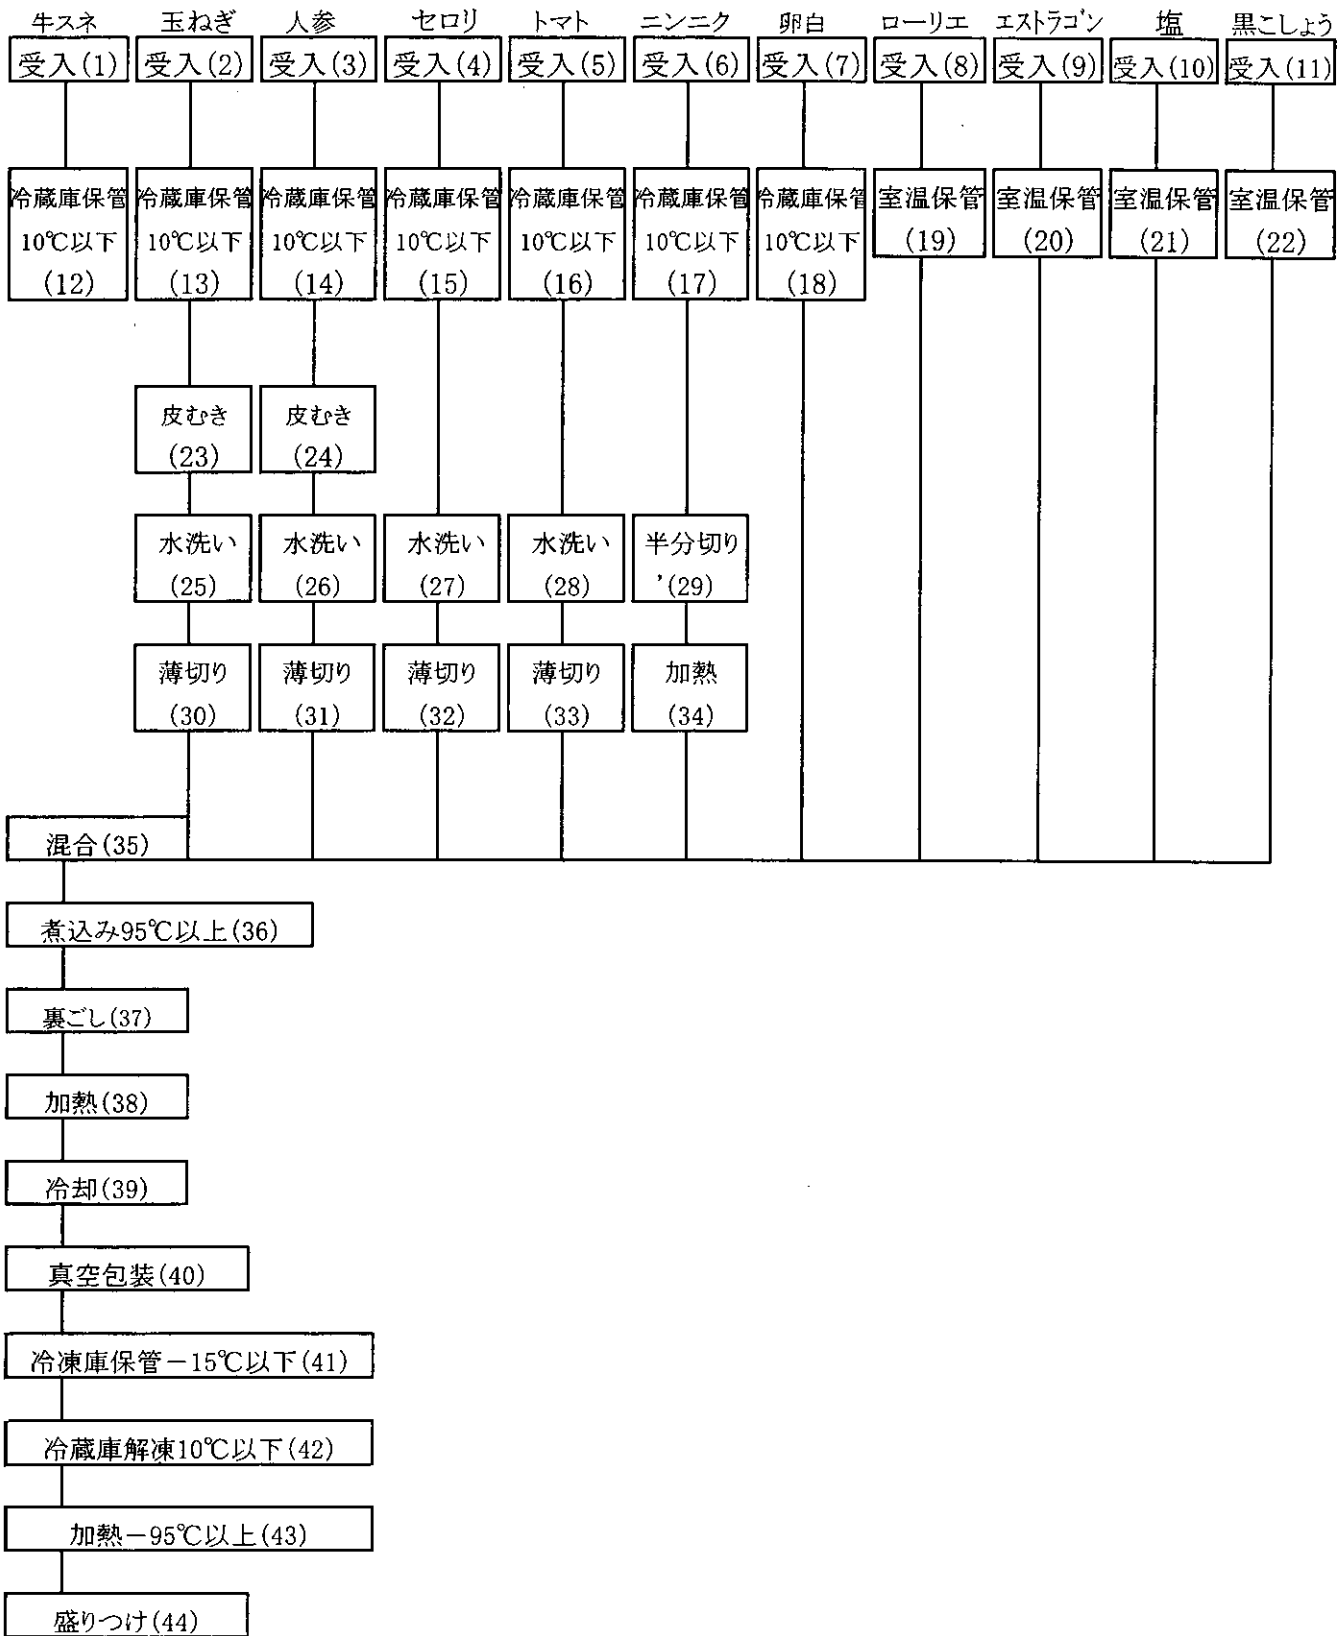 牛スネ 玉ねぎ 人参 セロリ トマト ニンニク 卵白 ローリエ エストラゴン 塩 黒こしょう
受入(1) 受入(2) 受入(3) 受入(4) 受入(5) 受入(6) 受入(7) 受入(8) 受入(9) 受入(10) 受入(11)
冷蔵庫保管 冷蔵庫保管 冷蔵庫保管 冷蔵庫保管 冷蔵庫保管 冷蔵庫保管 冷蔵庫保管 室温保管 室温保管 室温保管 室温保管
10℃以下 10℃以下 10℃以下 10℃以下 10℃以下 10℃以下 10℃以下 (19) (20) (21) (22)
(12) (13) (14) (15) (16) (17) (18)
皮むき 皮むき
(23) (24)
水洗い 水洗い 水洗い 水洗い 半分切り
(25) (26) (27) (28) (29)
薄切り 薄切り 薄切り 薄切り 加熱
(30) (31) (32) (33) (34)
混合(35)
煮込み95℃以上(36)
裏ごし(37)
加熱(38)
冷却(39)
真空包装(40)
冷凍庫保管－15℃以下(41)
冷蔵庫解凍10℃以下(42)
加熱－95℃以上(43)
盛りつけ(44)